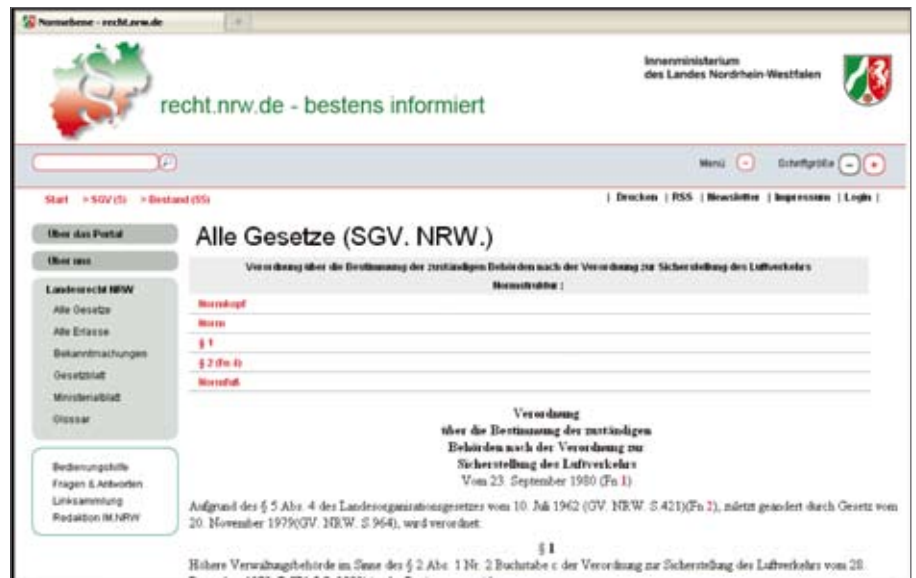 Normebene - recht.nrw.de
Innenministerium
des Landes Nordrhein-Westfalen
recht.nrw.de - bestens informiert
Menü
Schriftgröße
Start > SGV (5) > Bestand (55)
| Drucken | RSS | Newsletter | Impressum | Login |
Über das Portal
Über uns
Landesrecht NRW
Alle Gesetze
Alle Erlasse
Bekanntmachungen
Gesetzblatt
Ministerialblatt
Glossar
Bedienungshilfe
Fragen & Antworten
Linksammlung
Redaktion IM.NRW
Alle Gesetze (SGV. NRW.)
Verordnung über die Bestimmung der zuständigen Behörden nach der Verordnung zur Sicherstellung des Luftverkehrs
Normstruktur :
Normkopf
Norm
§ 1
§ 2 (Fn 4)
Normfuß
Verordnung
über die Bestimmung der zuständigen
Behörden nach der Verordnung zur
Sicherstellung des Luftverkehrs
Vom 23. September 1980 (Fn 1)
Aufgrund des § 5 Abs. 4 des Landesorganisationsgesetzes vom 10. Juli 1962 (GV. NRW. S.421)(Fn 2), zuletzt geändert durch Gesetz vom
20. November 1979(GV. NRW. S.964), wird verordnet:
§ 1
Höhere Verwaltungsbehörde im Sinne des § 2 Abs. 1 Nr. 2 Buchstabe c der Verordnung zur Sicherstellung des Luftverkehrs vom 28.